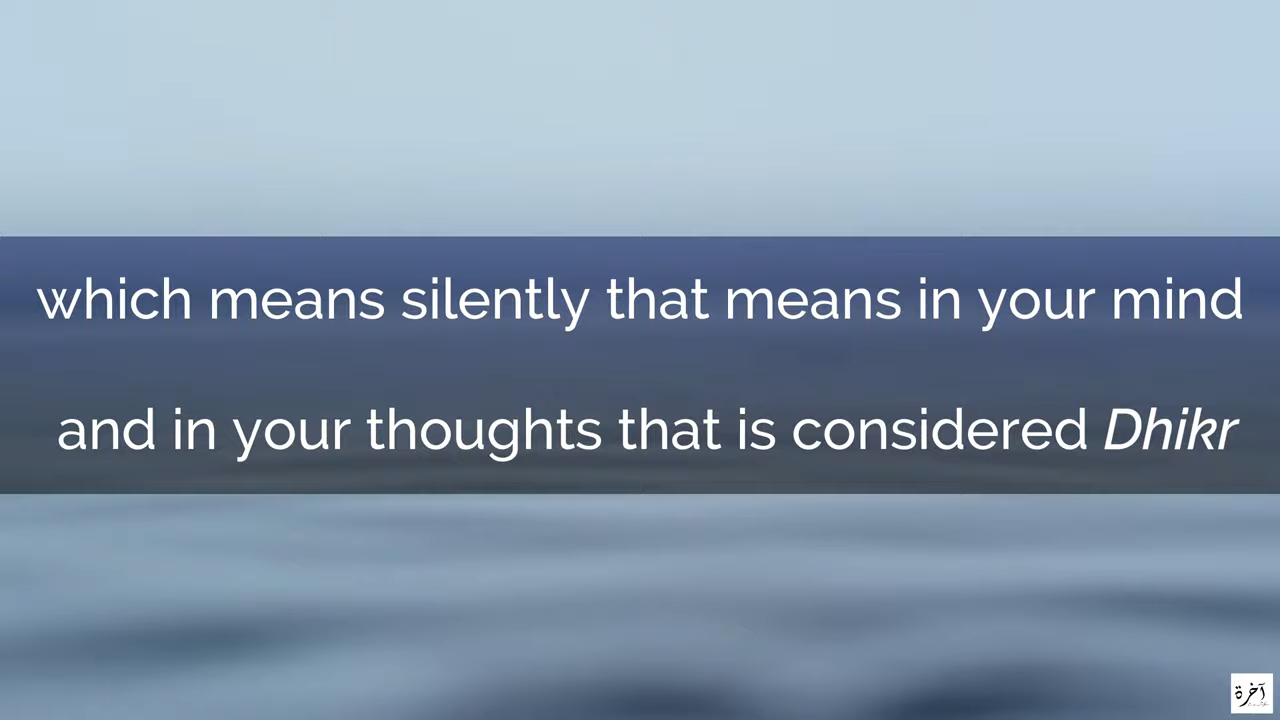 which means silently that means in your mind
and in your thoughts that is considered Dhikr
آخرة